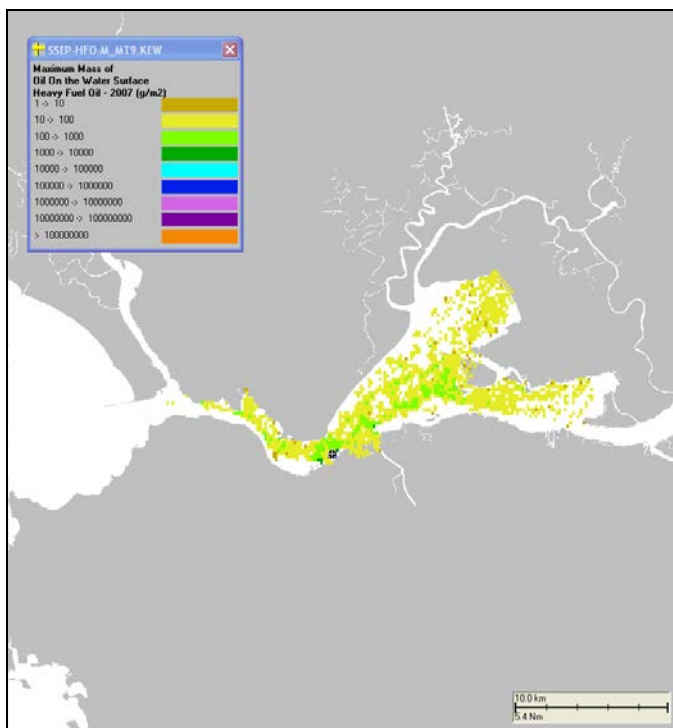 SSEP-HFO-M_MT9.KEW
Maximum Mass of
Oil On the Water Surface
Heavy Fuel Oil - 2007 (g/m2)
1 -> 10
10 -> 100
100 -> 1000
1000 -> 10000
10000 -> 100000
100000 -> 1000000
1000000 -> 10000000
10000000 -> 100000000
> 100000000
10.0 km
5.4 Nm